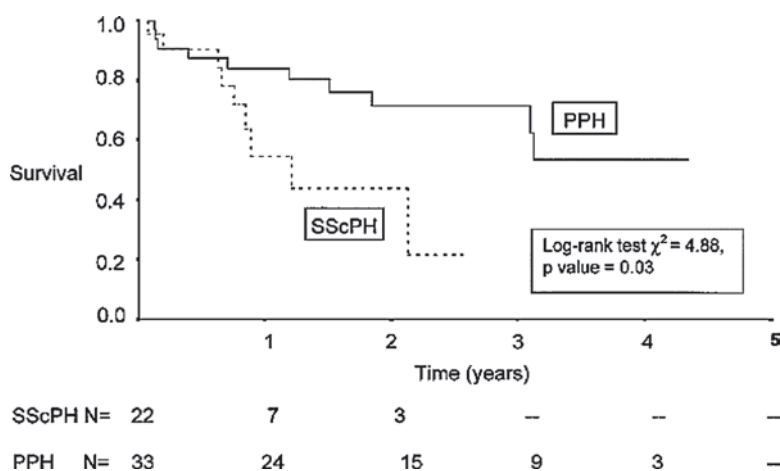 1.0
0.8
Survival 0.6
0.4
0.2
0.0
PPH
SScPH
Log-rank test χ² = 4.88,
p value = 0.03
1 2 3 4 5
Time (years)
SScPH N= 22 7 3 -- -- --
PPH N= 33 24 15 9 3 --